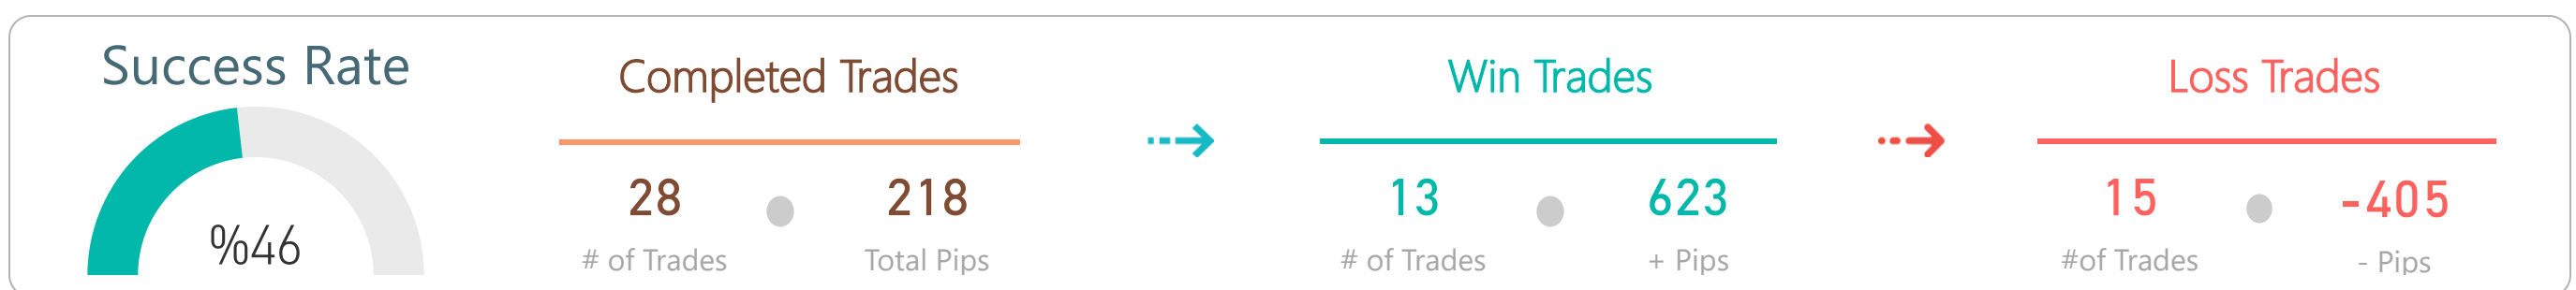 Success Rate
%46
Completed Trades
28 218
# of Trades Total Pips
Win Trades
13 623
# of Trades + Pips
Loss Trades
15 -405
#of Trades - Pips